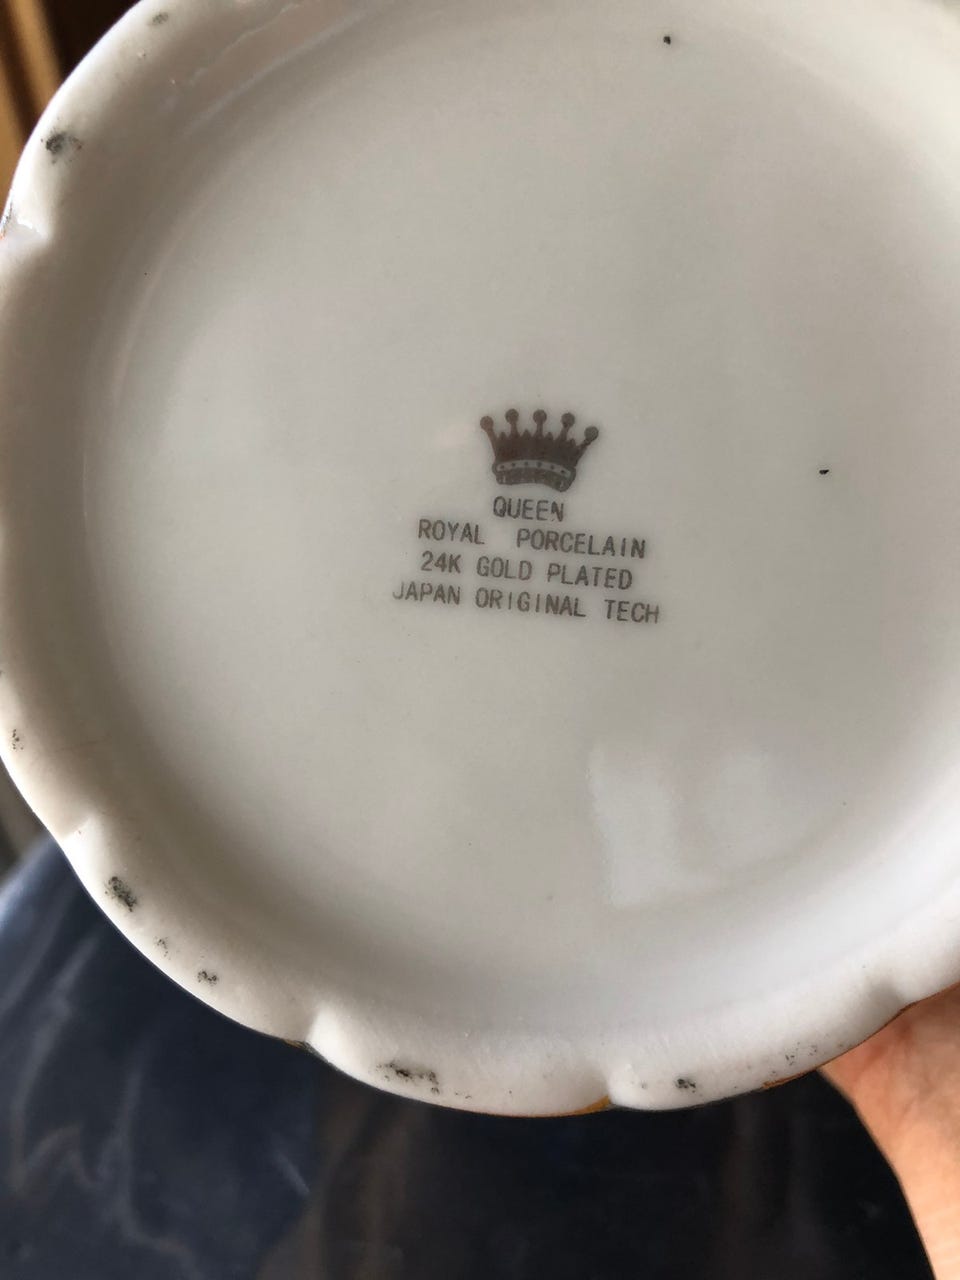 QUEEN
ROYAL PORCELAIN
24K GOLD PLATED
JAPAN ORIGINAL TECH